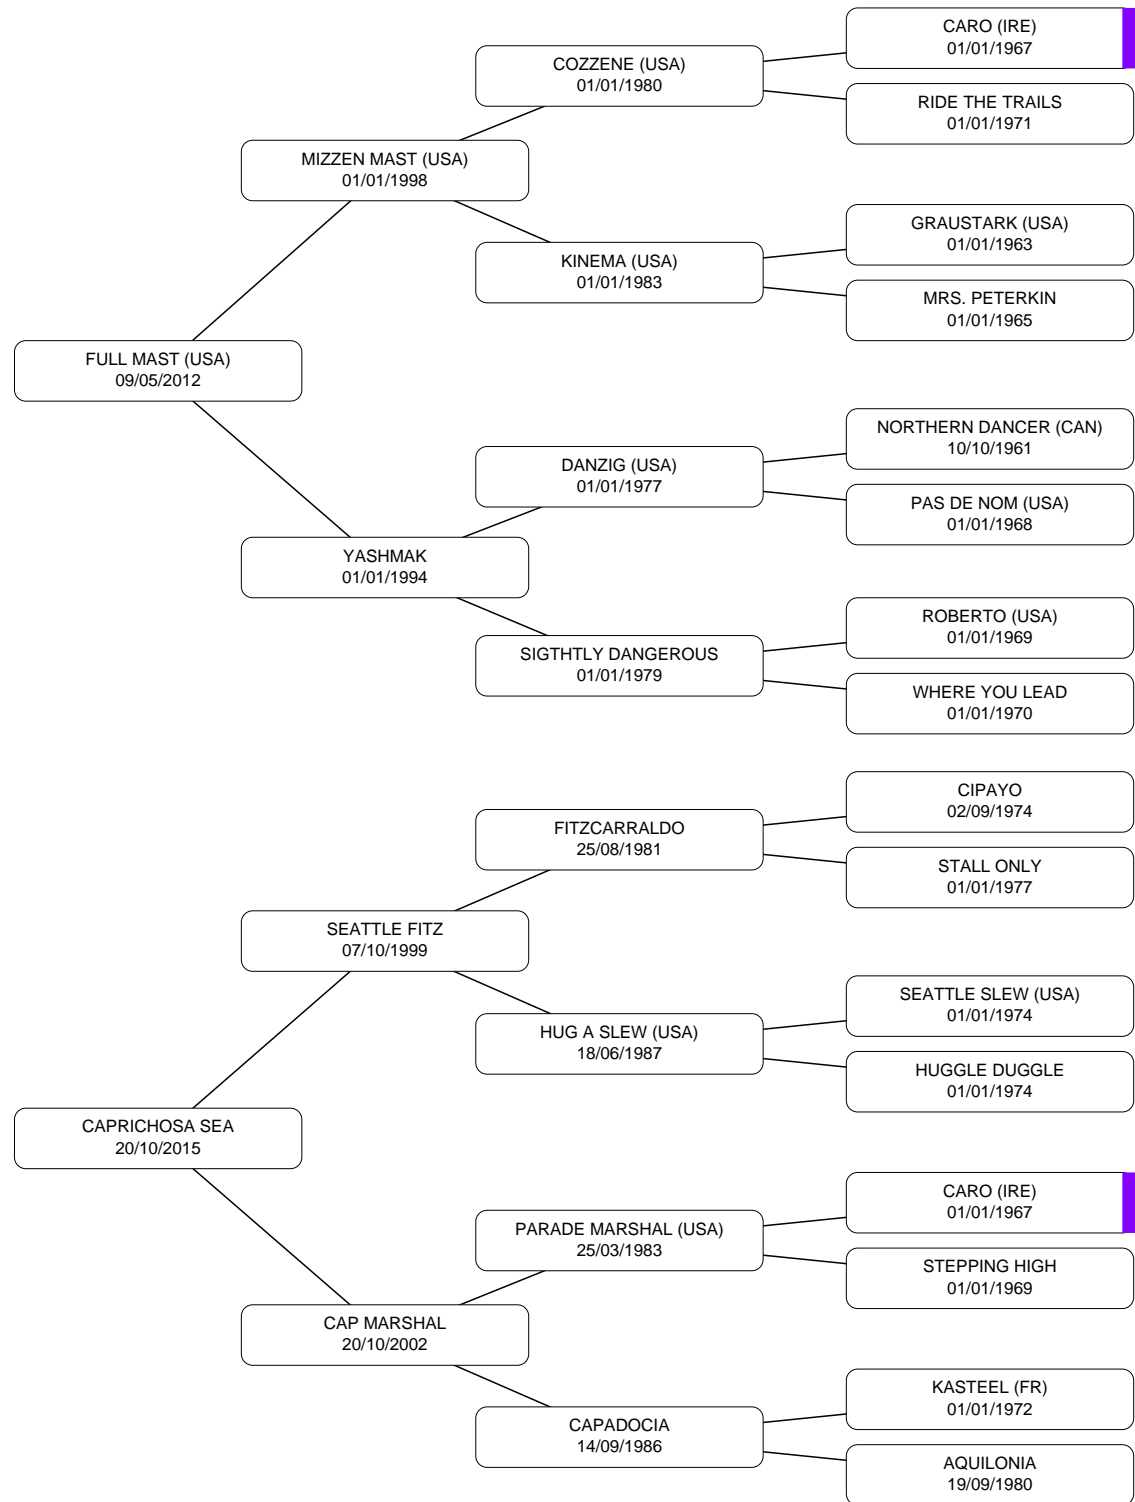 CARO (IRE)
01/01/1967
COZZENE (USA)
01/01/1980
RIDE THE TRAILS
01/01/1971
MIZZEN MAST (USA)
01/01/1998
GRAUSTARK (USA)
01/01/1963
KINEMA (USA)
01/01/1983
MRS. PETERKIN
01/01/1965
FULL MAST (USA)
09/05/2012
NORTHERN DANCER (CAN)
10/10/1961
DANZIG (USA)
01/01/1977
PAS DE NOM (USA)
01/01/1968
YASHMAK
01/01/1994
ROBERTO (USA)
01/01/1969
SIGTHTLY DANGEROUS
01/01/1979
WHERE YOU LEAD
01/01/1970
CIPAYO
02/09/1974
FITZCARRALDO
25/08/1981
STALL ONLY
01/01/1977
SEATTLE FITZ
07/10/1999
SEATTLE SLEW (USA)
01/01/1974
HUG A SLEW (USA)
18/06/1987
HUGGLE DUGGLE
01/01/1974
CAPRICHOSA SEA
20/10/2015
CARO (IRE)
01/01/1967
PARADE MARSHAL (USA)
25/03/1983
STEPPING HIGH
01/01/1969
CAP MARSHAL
20/10/2002
KASTEEL (FR)
01/01/1972
CAPADOCIA
14/09/1986
AQUILONIA
19/09/1980